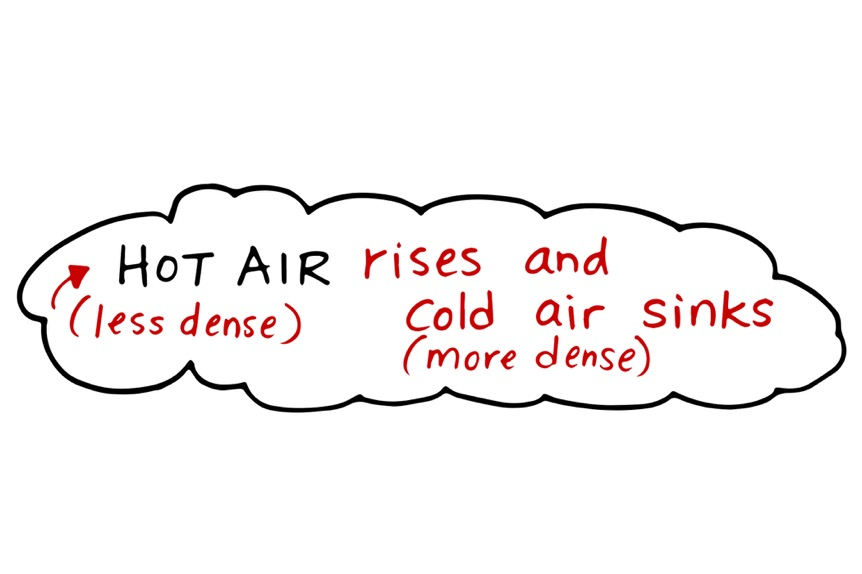 HOT AIR rises and
(less dense) cold air sinks
(more dense)